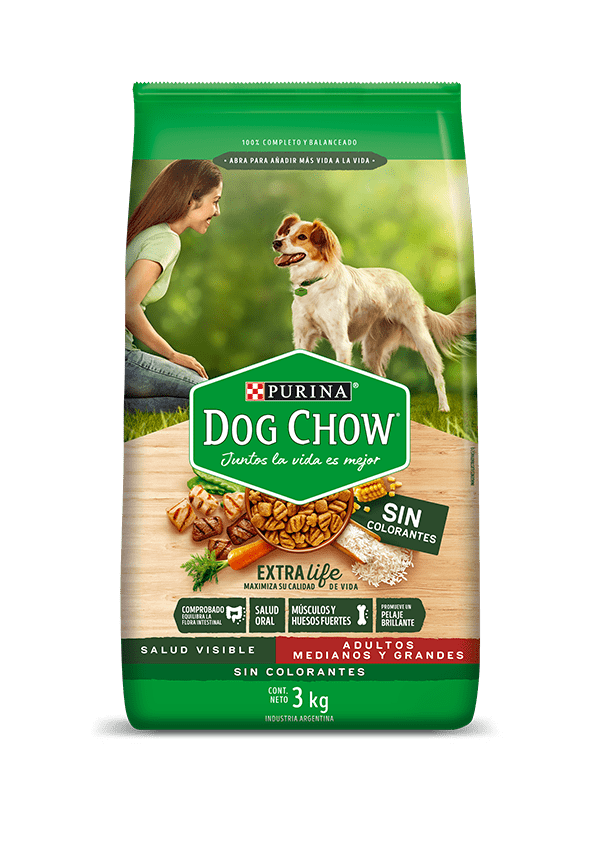 100% COMPLETO Y BALANCEADO
• ABRA PARA AÑADIR MÁS VIDA A LA VIDA •
PURINA®
DOG CHOW®
Juntos la vida es mejor
SIN
COLORANTES
EXTRA life
MAXIMIZA SU CALIDAD DE VIDA
COMPROBADO
EQUILIBRA LA
FLORA INTESTINAL
SALUD
ORAL
MÚSCULOS Y
HUESOS FUERTES
PROMUEVE UN
PELAJE
BRILLANTE
SALUD VISIBLE
ADULTOS
MEDIANOS Y GRANDES
SIN COLORANTES
CONT.
NETO 3 kg
INDUSTRIA ARGENTINA